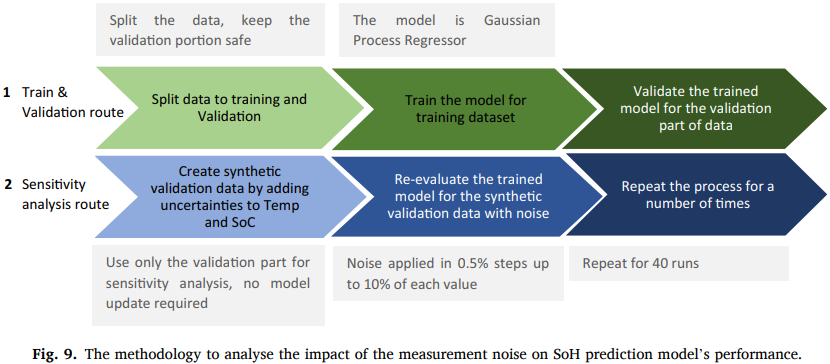 Split the data, keep the
validation portion safe
The model is Gaussian
Process Regressor
1 Train &
Validation route
Split data to training and
Validation
Train the model for
training dataset
Validate the trained
model for the validation
part of data
2 Sensitivity
analysis route
Create synthetic
validation data by adding
uncertainties to Temp
and SoC
Re-evaluate the trained
model for the synthetic
validation data with noise
Repeat the process for a
number of times
Use only the validation part for
sensitivity analysis, no model
update required
Noise applied in 0.5% steps up
to 10% of each value
Repeat for 40 runs
Fig. 9. The methodology to analyse the impact of the measurement noise on SoH prediction model's performance.